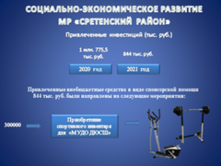 СОЦИАЛЬНО-ЭКОНОМИЧЕСКОЕ РАЗВИТИЕ
МР «СРЕТЕНСКИЙ РАЙОН»
Привлеченные инвестиций (тыс. руб.)
1 млн. 775,5 тыс. руб.
844 тыс. руб.
2020 год
2021 год
Привлеченные внебюджетные средства в виде спонсорской помощи
844 тыс. руб. были направлены на следующие мероприятия:
300000
Приобретение
спортивного инвентаря
для «МУДО ДЮСШ»